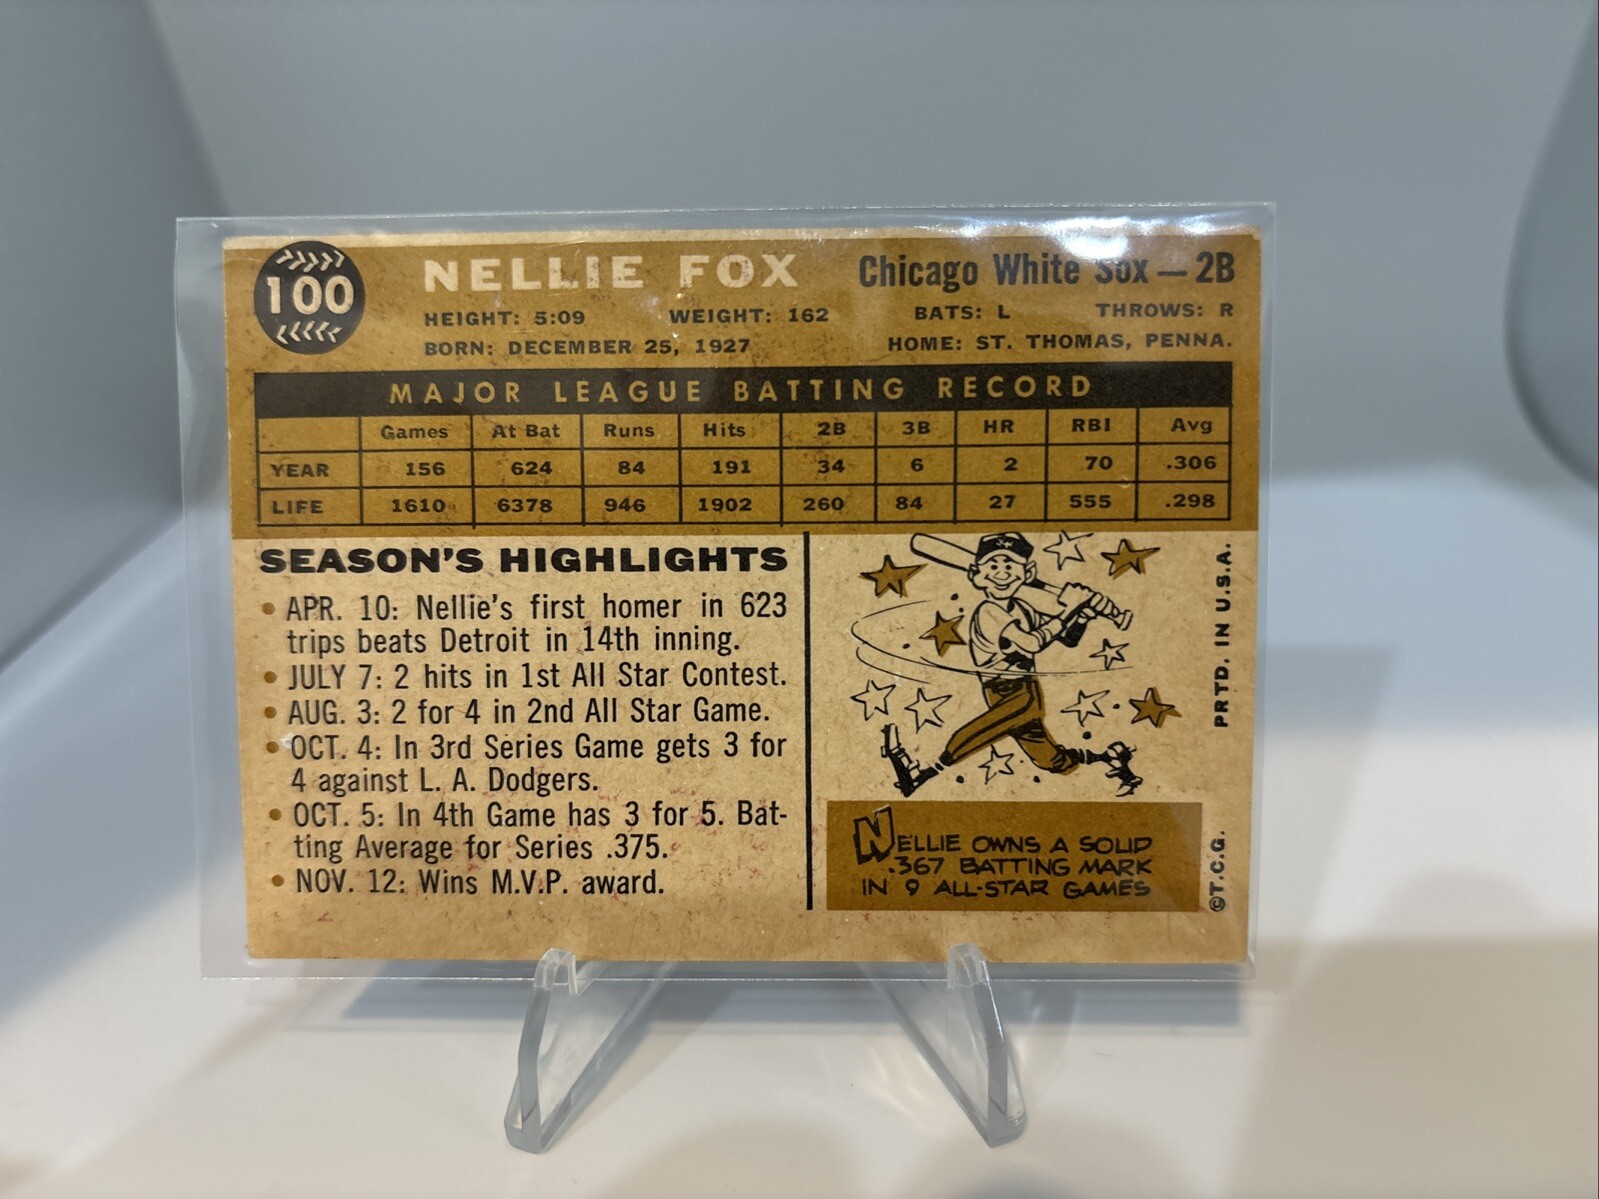 100
NELLIE FOX Chicago White Sox — 2B
HEIGHT: 5:09 WEIGHT: 162 BATS: L THROWS: R
BORN: DECEMBER 25, 1927 HOME: ST. THOMAS, PENNA.
MAJOR LEAGUE BATTING RECORD
Games At Bat Runs Hits 2B 3B HR RBI Avg
YEAR 156 624 84 191 34 6 2 70 .306
LIFE 1610 6378 946 1902 260 84 27 555 .298
SEASON'S HIGHLIGHTS
• APR. 10: Nellie's first homer in 623
trips beats Detroit in 14th inning.
• JULY 7: 2 hits in 1st All Star Contest.
• AUG. 3: 2 for 4 in 2nd All Star Game.
• OCT. 4: In 3rd Series Game gets 3 for
4 against L. A. Dodgers.
• OCT. 5: In 4th Game has 3 for 5. Bat-
ting Average for Series .375.
• NOV. 12: Wins M.V.P. award.
NELLIE OWNS A SOLID
.367 BATTING MARK
IN 9 ALL-STAR GAMES
©T.C.G. PRTD. IN U.S.A.